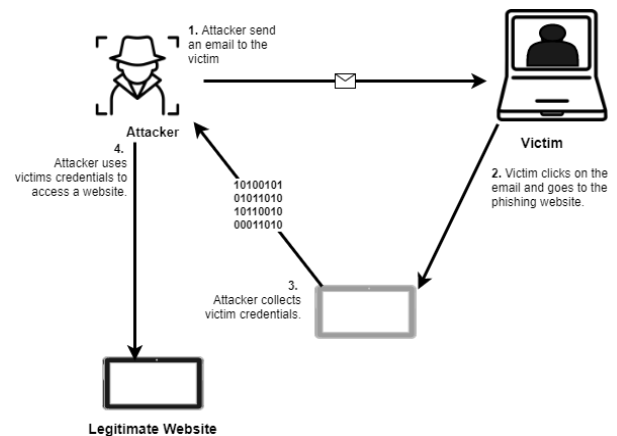 1. Attacker send
an email to the
victim
Attacker
Victim
4.
Attacker uses
victims credentials to
access a website.
2. Victim clicks on the
email and goes to the
phishing website.
10100101
01011010
10110010
00011010
3.
Attacker collects
victim credentials.
Legitimate Website